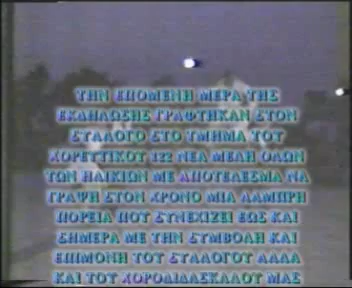 ΤΗΝ ΕΠΟΜΕΝΗ ΜΕΡΑ ΤΗΣ
ΕΚΔΗΛΩΣΗΣ ΓΡΑΦΤΗΚΑΝ ΣΤΟΝ
ΣΥΛΛΟΓΟ ΣΤΟ ΤΜΗΜΑ ΤΟΥ
ΧΟΡΕΥΤΙΚΟΥ 122 ΝΕΑ ΜΕΛΗ ΟΛΩΝ
ΤΩΝ ΗΛΙΚΙΩΝ ΜΕ ΑΠΟΤΕΛΕΣΜΑ ΝΑ
ΓΡΑΨΗ ΣΤΟΝ ΧΡΟΝΟ ΜΙΑ ΛΑΜΠΡΗ
ΠΟΡΕΙΑ ΠΟΥ ΣΥΝΕΧΙΖΕΙ ΕΩΣ ΚΑΙ
ΣΗΜΕΡΑ ΜΕ ΤΗΝ ΣΥΜΒΟΛΗ ΚΑΙ
ΕΠΙΜΟΝΗ ΤΟΥ ΣΥΛΛΟΓΟΥ ΑΛΛΑ
ΚΑΙ ΤΟΥ ΧΟΡΟΔΙΔΑΣΚΑΛΟΥ ΜΑΣ